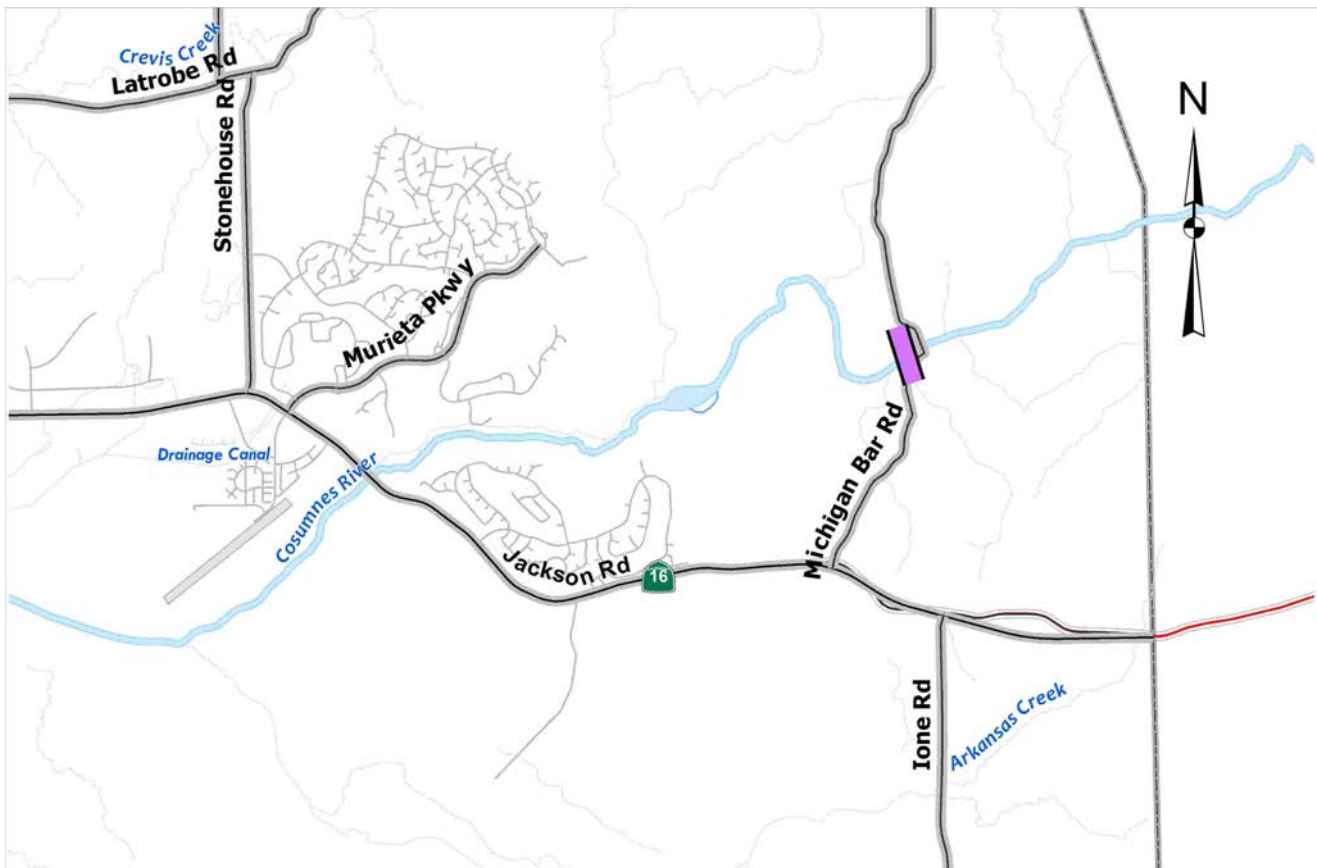 Crevis Creek
Latrobe Rd
Stonehouse Rd
N
Murieta Pkwy
Drainage Canal
Cosumnes River
Michigan Bar Rd
Jackson Rd
16
Ione Rd
Arkansas Creek